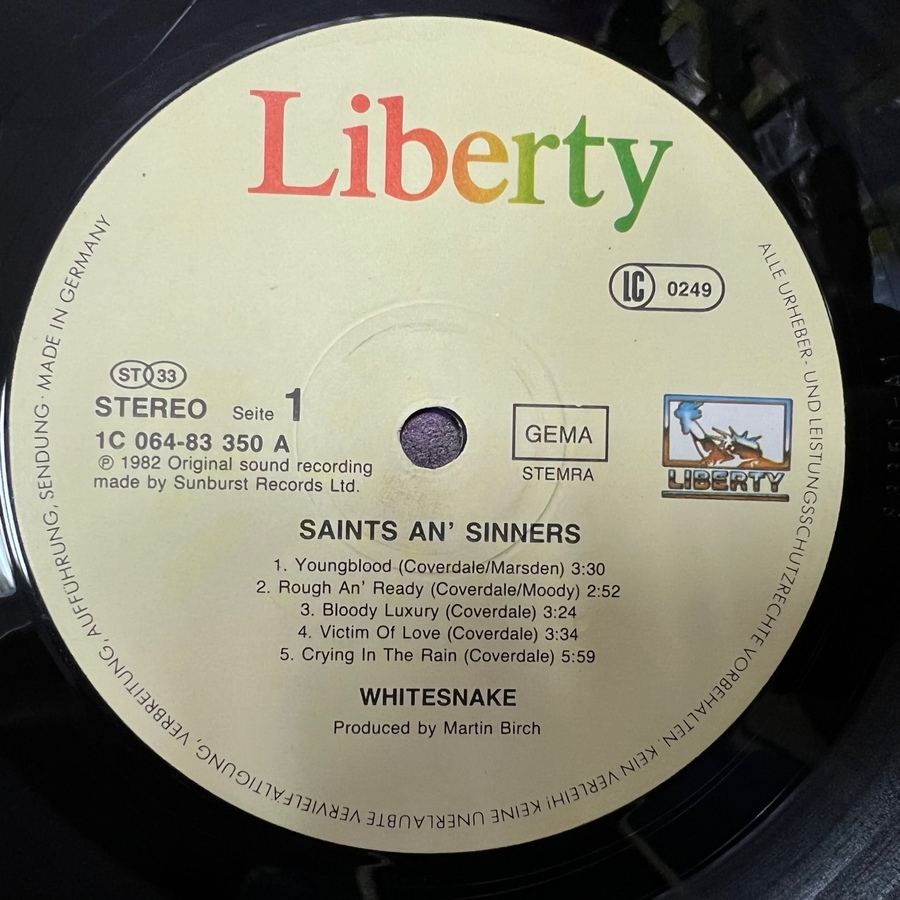 Liberty
LC 0249
ST 33
STEREO Seite 1
1C 064-83 350 A
℗ 1982 Original sound recording
made by Sunburst Records Ltd.
GEMA
STEMRA
LIBERTY
SAINTS AN' SINNERS
1. Youngblood (Coverdale/Marsden) 3:30
2. Rough An' Ready (Coverdale/Moody) 2:52
3. Bloody Luxury (Coverdale) 3:24
4. Victim Of Love (Coverdale) 3:34
5. Crying In The Rain (Coverdale) 5:59
WHITESNAKE
Produced by Martin Birch
ALLE URHEBER- UND LEISTUNGSSCHUTZRECHTE VORBEHALTEN. KEIN VERLEIH! KEINE UNERLAUBTE VERVIELFÄLTIGUNG, VERBREITUNG, AUFFÜHRUNG, SENDUNG · MADE IN GERMANY